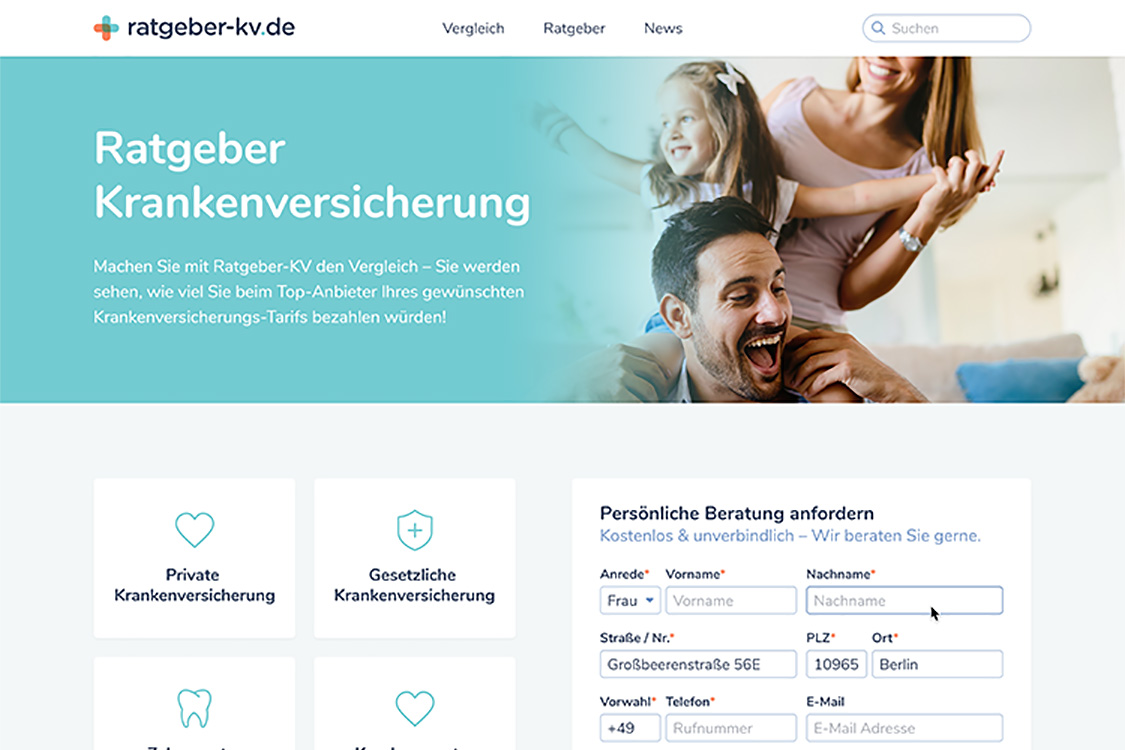 ratgeber-kv.de
Vergleich
Ratgeber
News
Suchen
Ratgeber
Krankenversicherung
Machen Sie mit Ratgeber-KV den Vergleich – Sie werden
sehen, wie viel Sie beim Top-Anbieter Ihres gewünschten
Krankenversicherungs-Tarifs bezahlen würden!
Private
Krankenversicherung
Gesetzliche
Krankenversicherung
Persönliche Beratung anfordern
Kostenlos & unverbindlich – Wir beraten Sie gerne.
Anrede* Vorname* Nachname*
Frau Vorname Nachname
Straße / Nr.* PLZ* Ort*
Großbeerenstraße 56E 10965 Berlin
Vorwahl* Telefon* E-Mail
+49 Rufnummer E-Mail Adresse